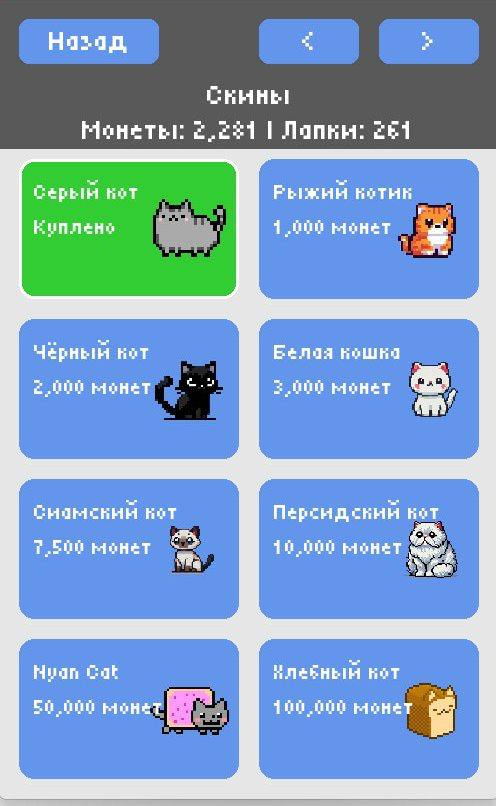 Назад
<
>
Скины
Монеты: 2,281 | Лапки: 261
Серый кот
Куплено
Рыжий котик
1,000 монет
Чёрный кот
2,000 монет
Белая кошка
3,000 монет
Сиамский кот
7,500 монет
Персидский кот
10,000 монет
Nyan Cat
50,000 монет
Хлебный кот
100,000 монет